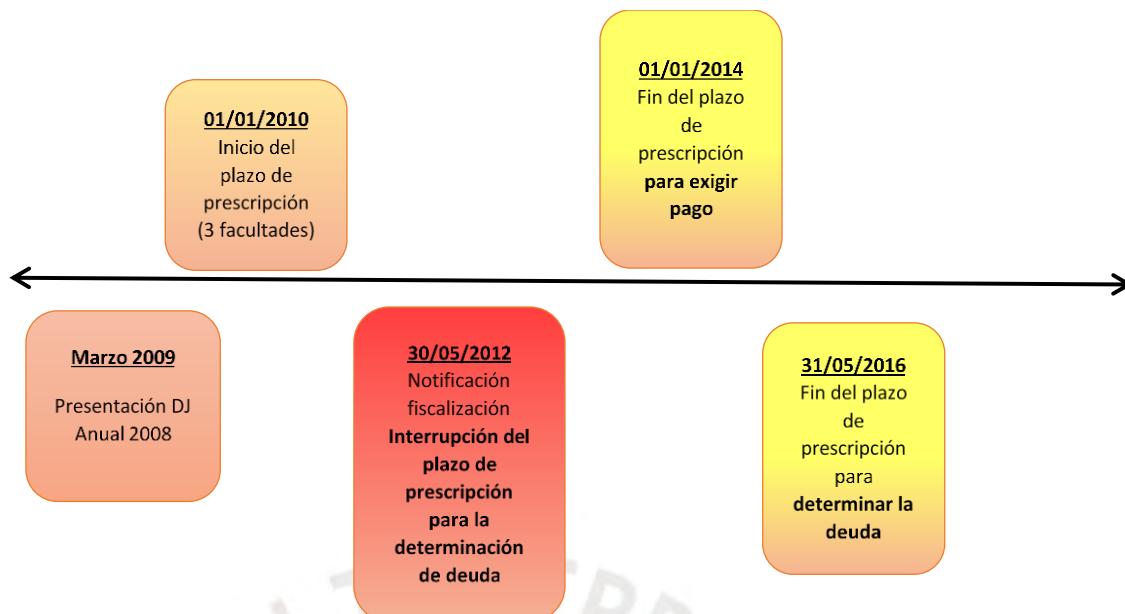 01/01/2010
Inicio del
plazo de
prescripción
(3 facultades)
01/01/2014
Fin del plazo
de
prescripción
para exigir
pago
Marzo 2009
Presentación DJ
Anual 2008
30/05/2012
Notificación
fiscalización
Interrupción del
plazo de
prescripción
para la
determinación
de deuda
31/05/2016
Fin del plazo
de
prescripción
para
determinar la
deuda